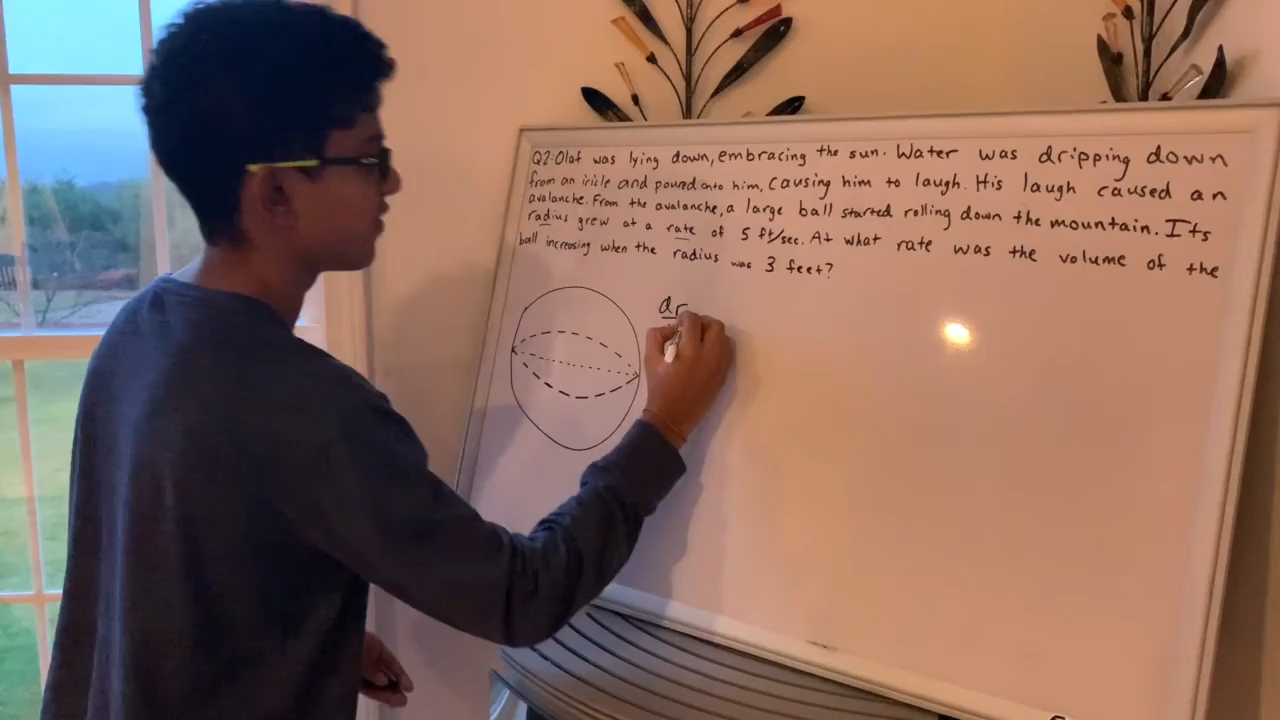 Q2: Olaf was lying down, embracing the sun. Water was dripping down
from an icicle and poured onto him, causing him to laugh. His laugh caused an
avalanche. From the avalanche, a large ball started rolling down the mountain. Its
radius grew at a rate of 5 ft/sec. At what rate was the volume of the
ball increasing when the radius was 3 feet?
dr